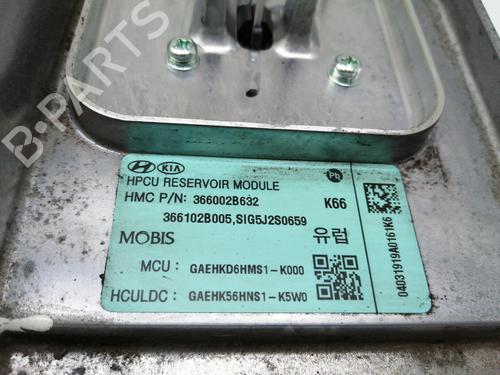 B-PARTS
HYUNDAI KIA
Pb
HPCU RESERVOIR MODULE
HMC P/N: 366002B632 K66
366102B005,SIG5J2S0659
MOBIS 유럽
MCU : GAEHKD6HMS1-K000
HCULDC: GAEHK56HNS1-K5W0
04031919A0161K6